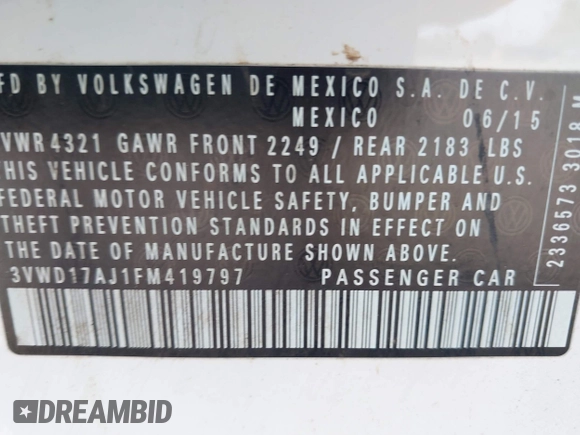 FD BY VOLKSWAGEN DE MEXICO S.A. DE C.V.
MEXICO 06/15
VWR 4321 GAWR FRONT 2249 / REAR 2183 LBS
THIS VEHICLE CONFORMS TO ALL APPLICABLE U.S.
FEDERAL MOTOR VEHICLE SAFETY, BUMPER AND
THEFT PREVENTION STANDARDS IN EFFECT ON
THE DATE OF MANUFACTURE SHOWN ABOVE.
3VWD17AJ1FM419797 PASSENGER CAR
2336573 3018 M
DREAMBID